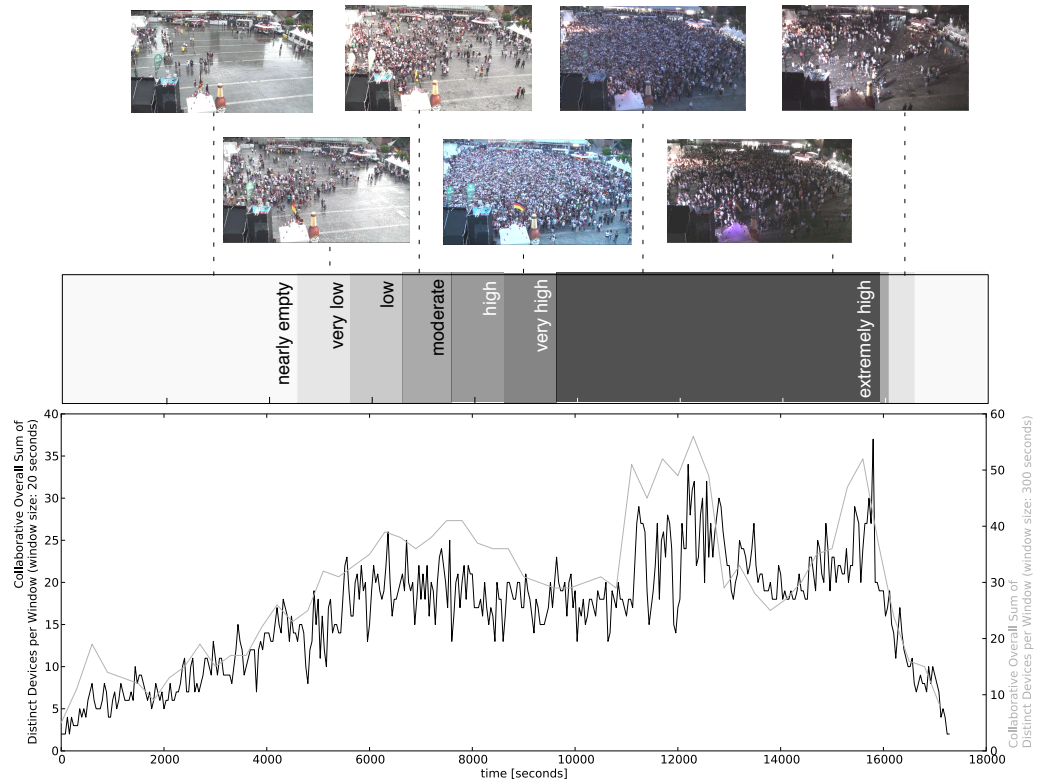 nearly empty
very low
low
moderate
high
very high
extremely high
Collaborative Overall Sum of
Distinct Devices per Window (window size: 20 seconds)
40
35
30
25
20
15
10
5
0
60
50
40
30
20
10
0
Collaborative Overall Sum of
Distinct Devices per Window (window size: 300 seconds)
0 2000 4000 6000 8000 10000 12000 14000 16000 18000
time [seconds]